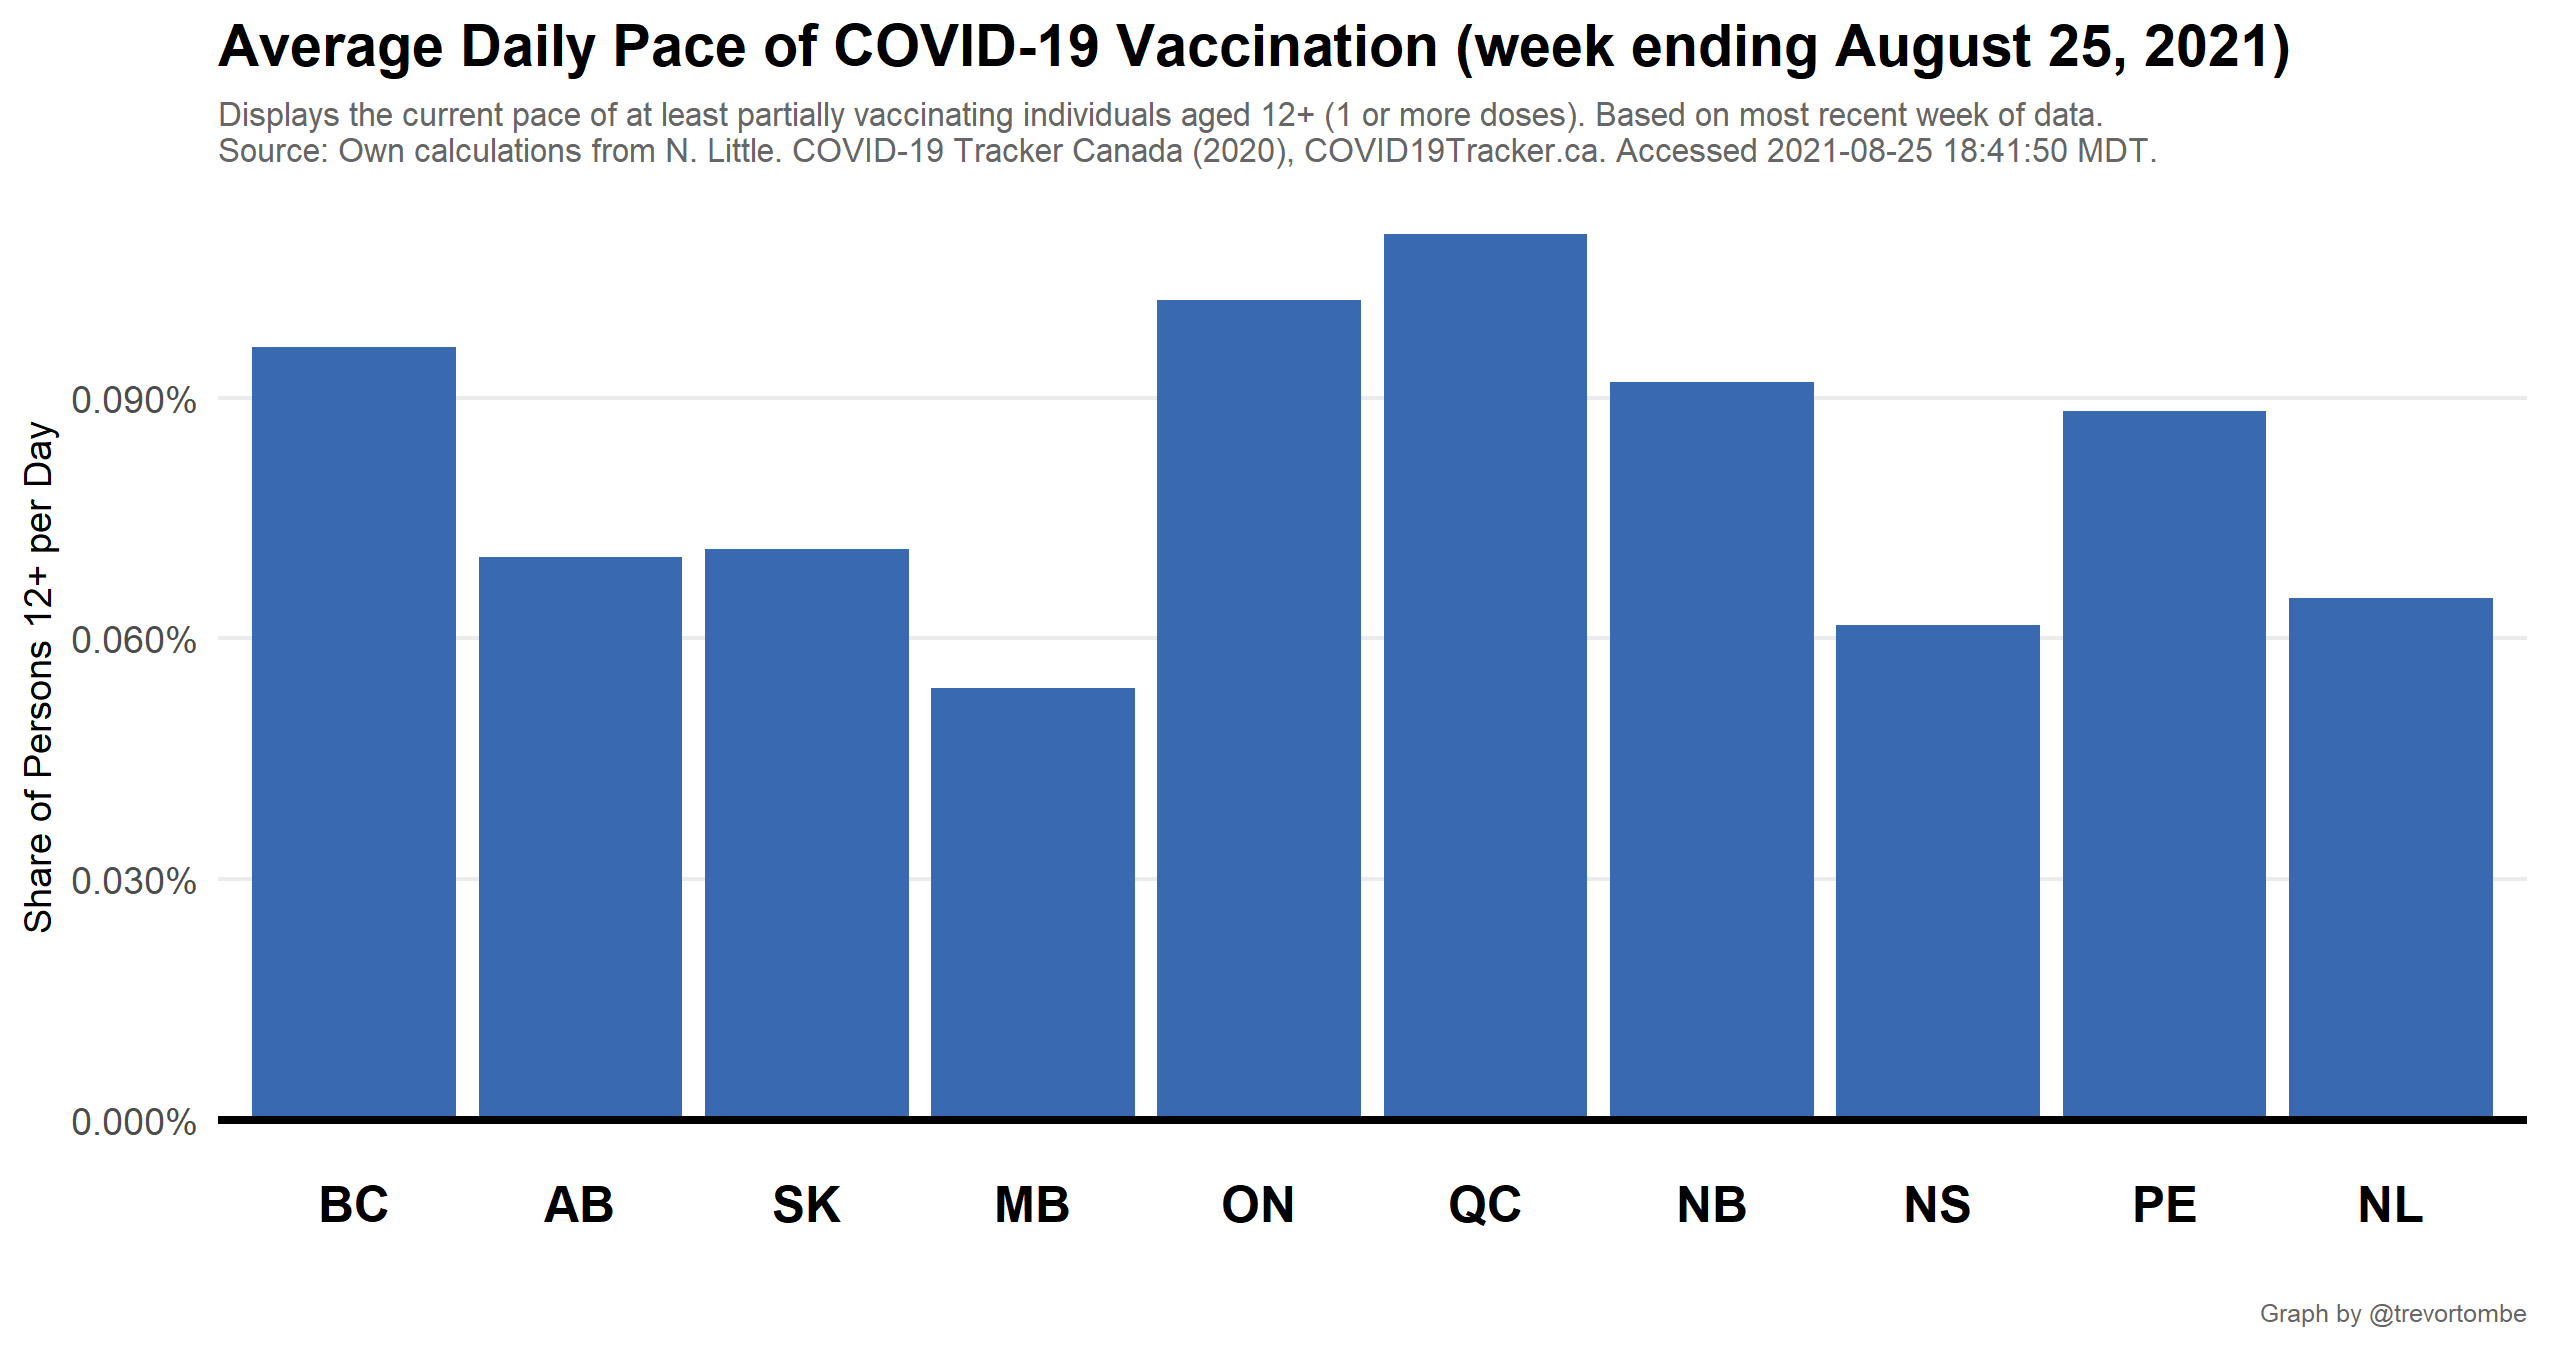 Average Daily Pace of COVID-19 Vaccination (week ending August 25, 2021)
Displays the current pace of at least partially vaccinating individuals aged 12+ (1 or more doses). Based on most recent week of data.
Source: Own calculations from N. Little. COVID-19 Tracker Canada (2020), COVID19Tracker.ca. Accessed 2021-08-25 18:41:50 MDT.
Share of Persons 12+ per Day
0.090%
0.060%
0.030%
0.000%
BC AB SK MB ON QC NB NS PE NL
Graph by @trevortombe